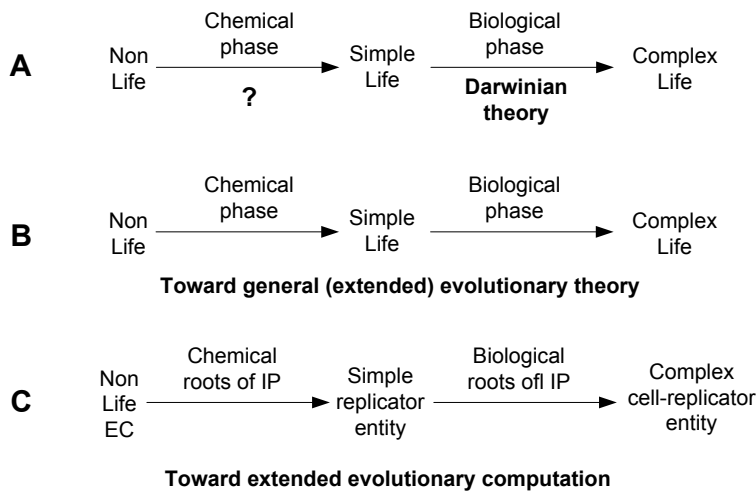 A
Non
Life
Chemical
phase
?
Simple
Life
Biological
phase
Darwinian
theory
Complex
Life
B
Non
Life
Chemical
phase
Simple
Life
Biological
phase
Complex
Life
Toward general (extended) evolutionary theory
C
Non
Life
EC
Chemical
roots of IP
Simple
replicator
entity
Biological
roots ofl IP
Complex
cell-replicator
entity
Toward extended evolutionary computation